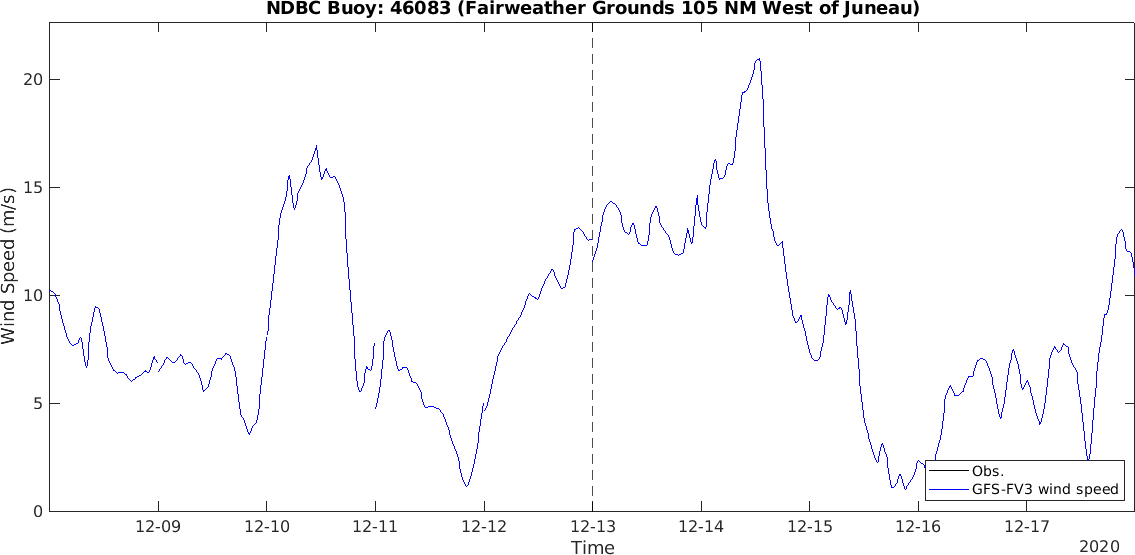 NDBC Buoy: 46083 (Fairweather Grounds 105 NM West of Juneau)
Wind Speed (m/s)
20
15
10
5
0
Obs.
GFS-FV3 wind speed
12-09 12-10 12-11 12-12 12-13 12-14 12-15 12-16 12-17
Time
2020